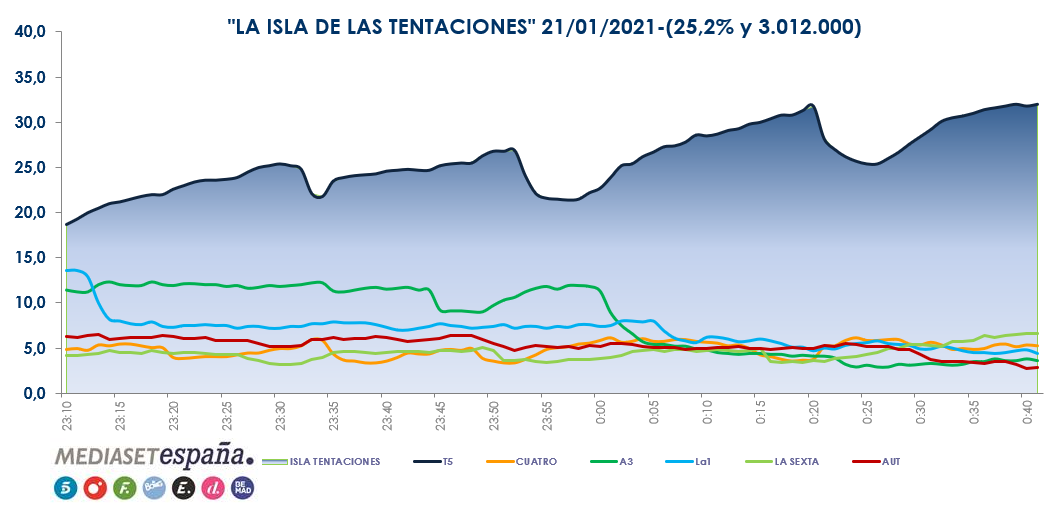 "LA ISLA DE LAS TENTACIONES" 21/01/2021-(25,2% y 3.012.000)
40,0
35,0
30,0
25,0
20,0
15,0
10,0
5,0
0,0
23:10
23:15
23:20
23:25
23:30
23:35
23:40
23:45
23:50
23:55
0:00
0:05
0:10
0:15
0:20
0:25
0:30
0:35
0:40
MEDIASETespaña.
ISLA TENTACIONES
T5
CUATRO
A3
La1
LA SEXTA
AUT
5
F.
Boing
E.
d.
BE MAD